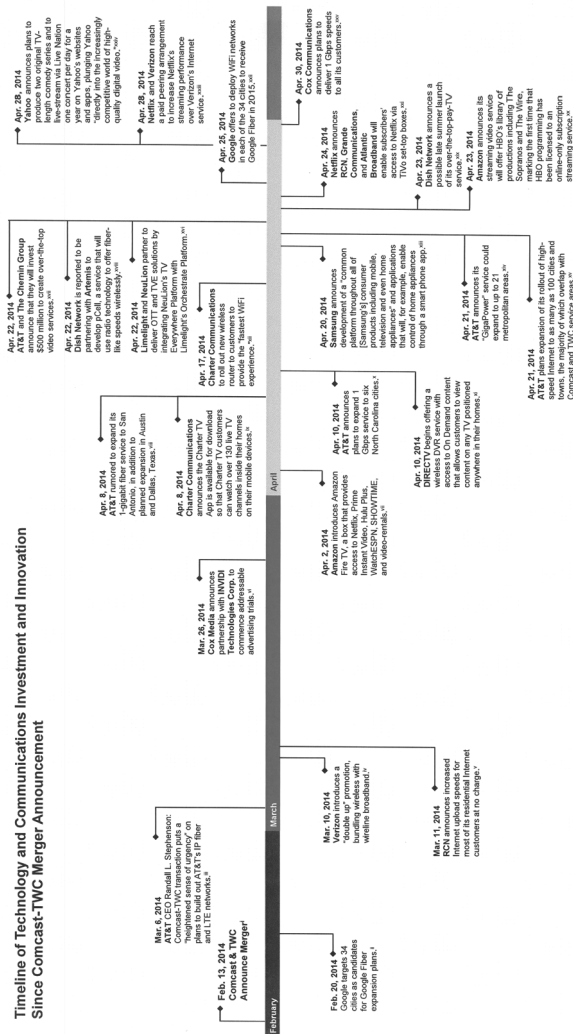 Timeline of Technology and Communications Investment and Innovation
Since Comcast-TWC Merger Announcement
February
March
April
Feb. 13, 2014
Comcast & TWC
Announce Merger
Feb. 20, 2014
Google targets 34
cities as candidates
for Google Fiber
expansion plans.
Mar. 6, 2014
AT&T CEO Randall L. Stephenson:
Comcast-TWC transaction puts a
"heightened sense of urgency" on
plans to build out AT&T's IP fiber
and LTE networks.
Mar. 10, 2014
Verizon introduces a
"double up" promotion,
bundling wireless with
wireline broadband.
Mar. 11, 2014
RCN announces increased
Internet upload speeds for
most of its residential Internet
customers at no charge.
Mar. 26, 2014
Cox Media announces
partnership with INVIDI
Technologies Corp. to
commence addressable
advertising trials.
Apr. 2, 2014
Amazon introduces Amazon
Fire TV, a box that provides
access to Netflix, Prime
Instant Video, Hulu Plus,
WatchESPN, SHOWTIME,
and video-rentals.
Apr. 8, 2014
AT&T rumored to expand its
1-gigabit fiber service to San
Antonio, in addition to
planned expansion in Austin
and Dallas, Texas.
Apr. 8, 2014
Charter Communications
announces the Charter TV
App is available for download
so that Charter TV customers
can watch over 130 live TV
channels inside their homes
on their mobile devices.
Apr. 10, 2014
AT&T announces
plans to expand 1
Gbps service to six
North Carolina cities.
Apr. 10, 2014
DIRECTV begins offering a
wireless DVR service with
access to On Demand content
that allows customers to view
content on any TV positioned
anywhere in their homes.
Apr. 22, 2014
AT&T and The Chernin Group
announce that they will invest
$500 million to create over-the-top
video services.
Apr. 22, 2014
Dish Network is reported to be
partnering with Artemis to
develop pCell, a service that will
use radio technology to offer fiber-
like speeds wirelessly.
Apr. 22, 2014
Limelight and NeuLion partner to
deliver OTT and TVE solutions by
integrating NeuLion's TV
Everywhere Platform with
Limelight's Orchestrate Platform.
Apr. 17, 2014
Charter Communications
to roll out new wireless
router to customers to
provide the "fastest WiFi
experience."
Apr. 20, 2014
Samsung announces
development of a "common
platform throughout all of
[Samsung's] consumer
products including mobile,
television and even home
appliances" and applications
that will, for example, enable
control of home appliances
through a smart phone app.
Apr. 21, 2014
AT&T announces its
"GigaPower" service could
expand to up to 21
metropolitan areas.
Apr. 21, 2014
AT&T plans expansion of its rollout of high-
speed Internet to as many as 100 cities and
towns, the majority of which overlap with
Comcast and TWC service areas.
Apr. 28, 2014
Yahoo announces plans to
produce two original TV-
length comedy series and to
live-stream via Live Nation
one concert per day for a
year on Yahoo's websites
and apps, plunging Yahoo
"directly into the increasingly
competitive world of high-
quality digital video."
Apr. 28, 2014
Netflix and Verizon reach
a paid peering arrangement
to increase Netflix's
streaming performance
over Verizon's Internet
service.
Apr. 25, 2014
Google offers to deploy WiFi networks
in each of the 34 cities to receive
Google Fiber in 2015.
Apr. 30, 2014
Cox Communications
announces plans to
deliver 1 Gbps speeds
to all its customers.
Apr. 24, 2014
Netflix announces
RCN, Grande
Communications,
and Atlantic
Broadband will
enable subscribers'
access to Netflix via
TiVo set-top boxes.
Apr. 23, 2014
Dish Network announces a
possible late summer launch
of its over-the-top-pay-TV
service.
Apr. 23, 2014
Amazon announces its
streaming video service
will offer HBO's library of
productions including The
Sopranos and The Wire,
marking the first time that
HBO programming has
been licensed to an
online-only subscription
streaming service.